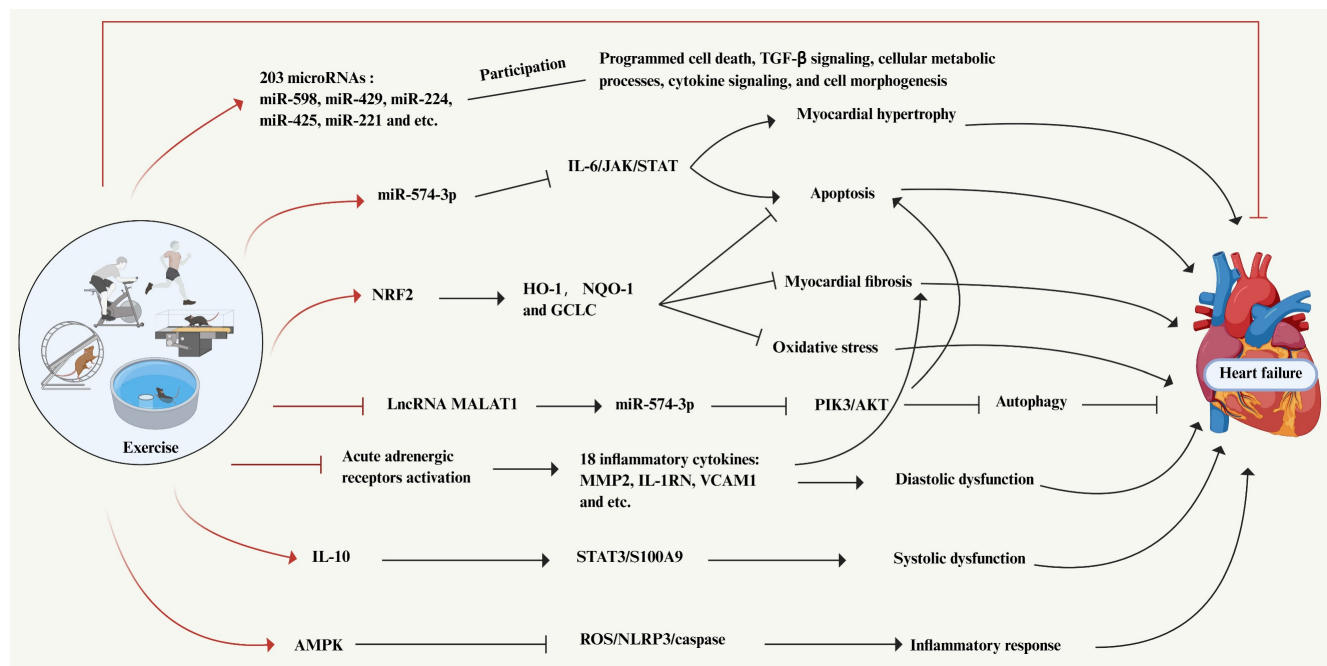 203 microRNAs :
miR-598, miR-429, miR-224,
miR-425, miR-221 and etc.
Participation
Programmed cell death, TGF-β signaling, cellular metabolic
processes, cytokine signaling, and cell morphogenesis
miR-574-3p
IL-6/JAK/STAT
Myocardial hypertrophy
Apoptosis
NRF2
HO-1， NQO-1
and GCLC
Myocardial fibrosis
Oxidative stress
Heart failure
LncRNA MALAT1
miR-574-3p
PIK3/AKT
Autophagy
Exercise
Acute adrenergic
receptors activation
18 inflammatory cytokines:
MMP2, IL-1RN, VCAM1
and etc.
Diastolic dysfunction
IL-10
STAT3/S100A9
Systolic dysfunction
AMPK
ROS/NLRP3/caspase
Inflammatory response